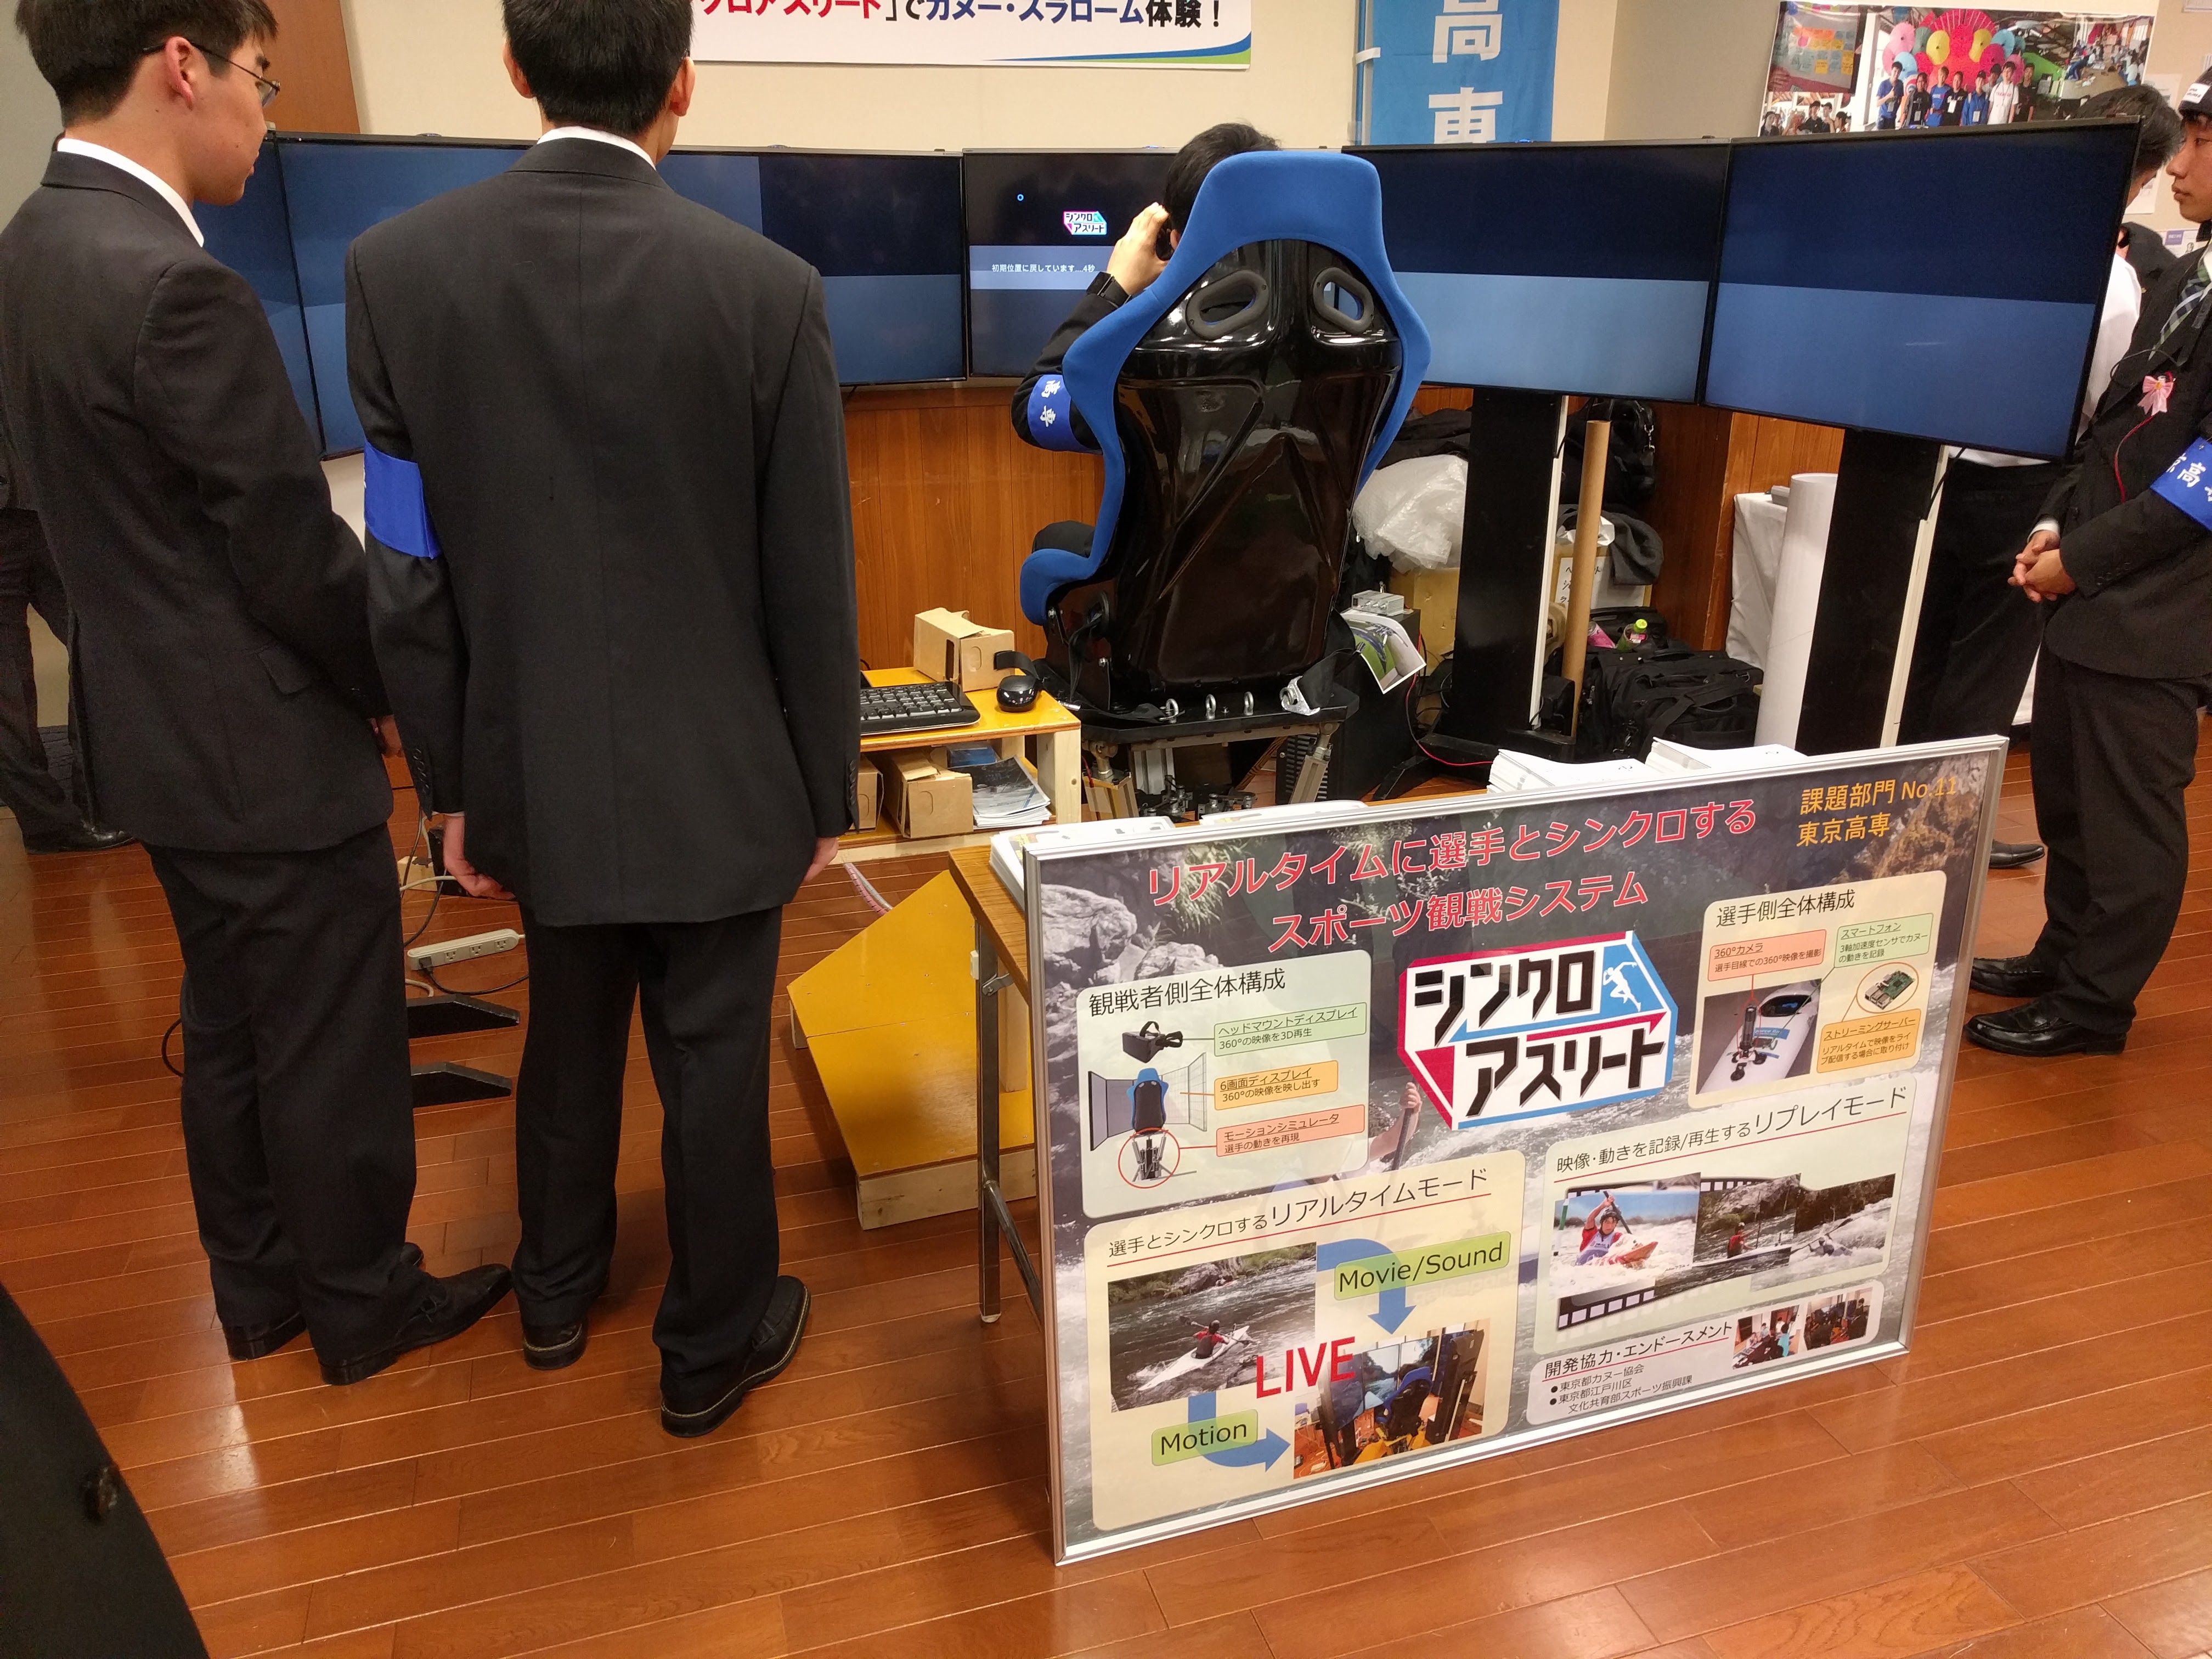 クロアスリート」でカヌー・スラローム体験！
高専
シンクロ
アスリート
初期位置に戻しています...4秒
高専
高
課題部門 No.11
東京高専
リアルタイムに選手とシンクロする
スポーツ観戦システム
シンクロ
アスリート
観戦者側全体構成
ヘッドマウントディスプレイ
360°の映像を3D再生
6画面ディスプレイ
360°の映像を映し出す
モーションシミュレータ
選手の動きを再現
選手側全体構成
360°カメラ
選手目線での360°映像を撮影
スマートフォン
3軸加速度センサでカヌー
の動きを記録
ストリーミングサーバー
リアルタイムで映像をライ
ブ配信する場合に取り付け
選手とシンクロするリアルタイムモード
Movie/Sound
LIVE
Motion
映像・動きを記録/再生するリプレイモード
開発協力・エンドースメント
●東京都カヌー協会
●東京都江戸川区
文化共育部スポーツ振興課